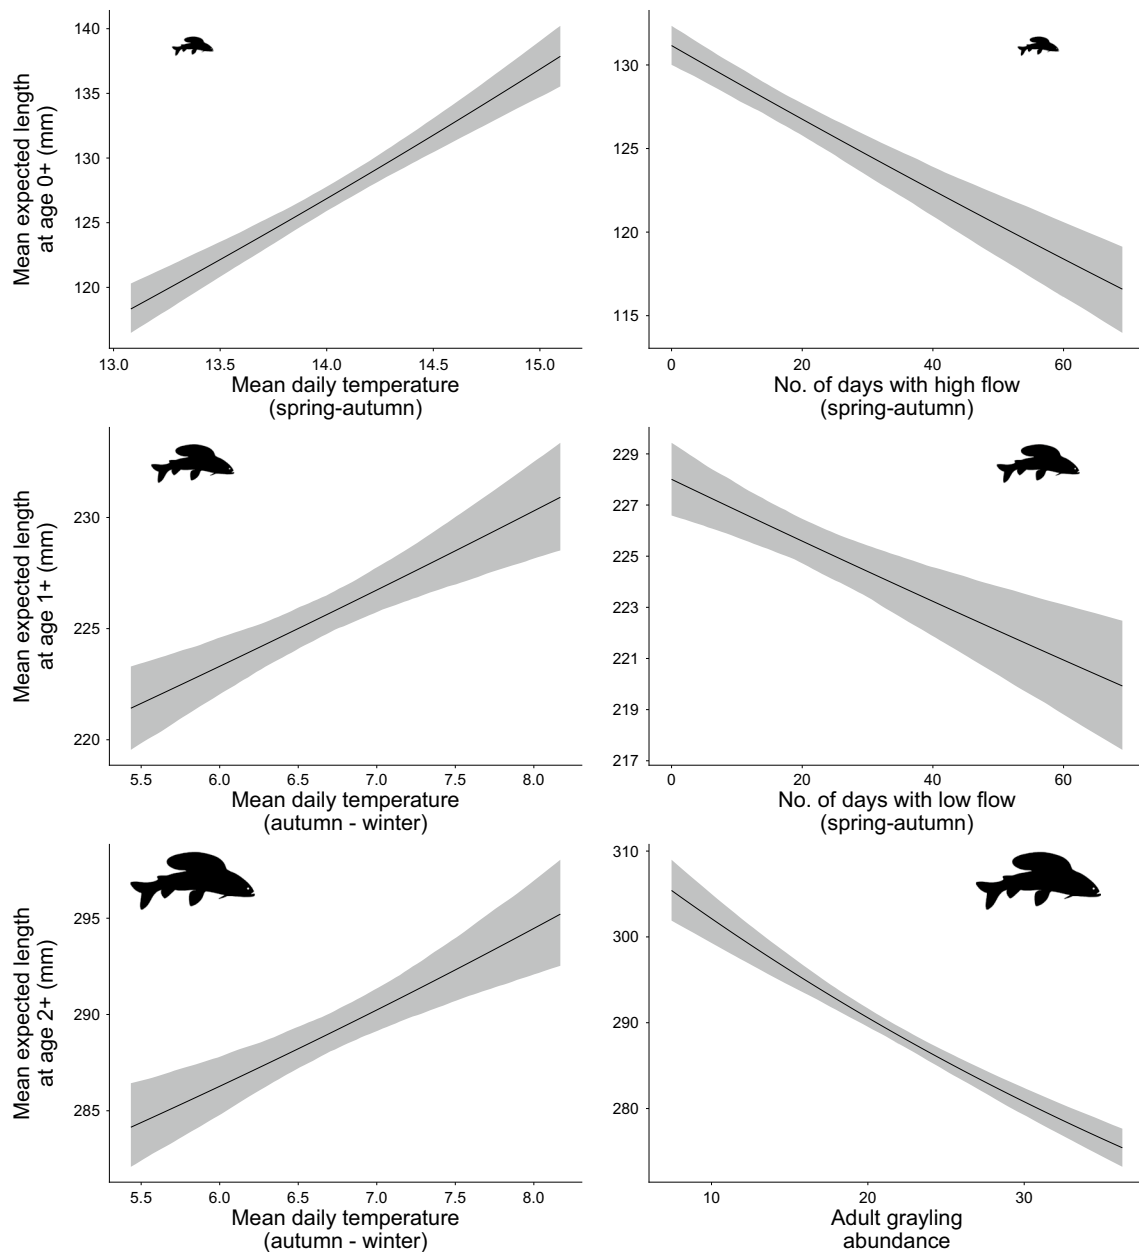 Mean expected length
at age 0+ (mm)
140
135
130
125
120
13.0 13.5 14.0 14.5 15.0
Mean daily temperature
(spring-autumn)
130
125
120
115
0 20 40 60
No. of days with high flow
(spring-autumn)
Mean expected length
at age 1+ (mm)
230
225
220
5.5 6.0 6.5 7.0 7.5 8.0
Mean daily temperature
(autumn - winter)
229
227
225
223
221
219
217
0 20 40 60
No. of days with low flow
(spring-autumn)
Mean expected length
at age 2+ (mm)
295
290
285
5.5 6.0 6.5 7.0 7.5 8.0
Mean daily temperature
(autumn - winter)
310
300
290
280
10 20 30
Adult grayling
abundance